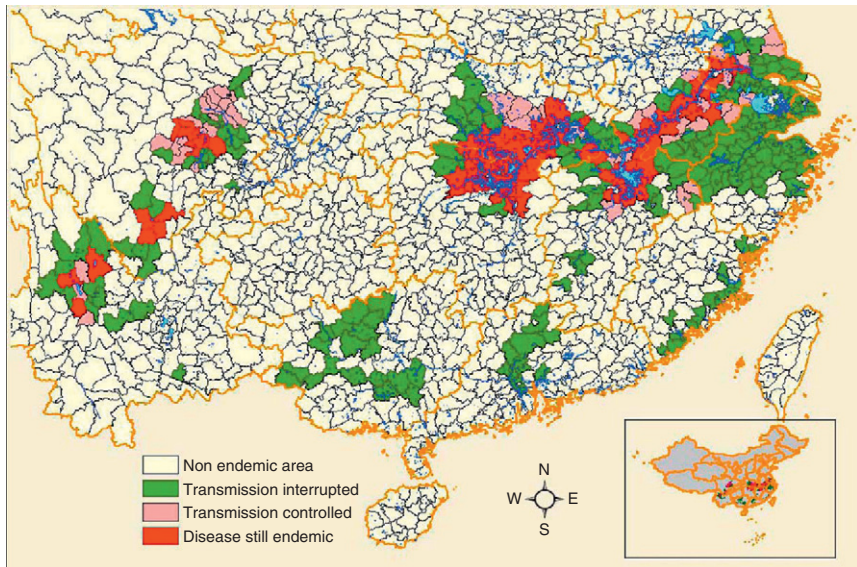 Non endemic area
Transmission interrupted
Transmission controlled
Disease still endemic
N
W E
S